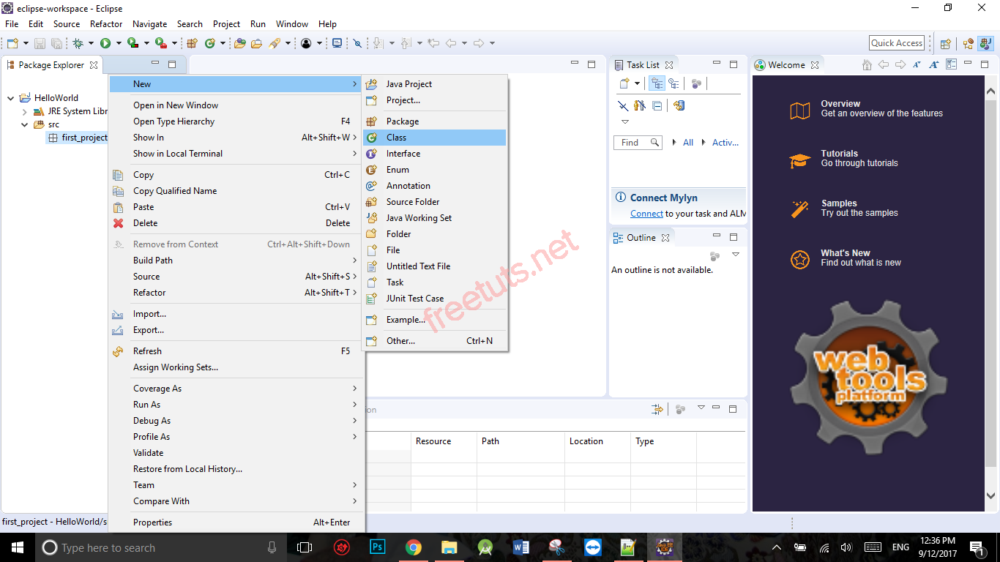 eclipse-workspace - Eclipse
File Edit Source Refactor Navigate Search Project Run Window Help
Quick Access
Package Explorer
HelloWorld
JRE System Libr
src
first_project
New
Open in New Window
Open Type Hierarchy F4
Show In Alt+Shift+W
Show in Local Terminal
Copy Ctrl+C
Copy Qualified Name
Paste Ctrl+V
Delete Delete
Remove from Context Ctrl+Alt+Shift+Down
Build Path
Source Alt+Shift+S
Refactor Alt+Shift+T
Import...
Export...
Refresh F5
Assign Working Sets...
Coverage As
Run As
Debug As
Profile As
Validate
Restore from Local History...
Team
Compare With
Properties Alt+Enter
Java Project
Project...
Package
Class
Interface
Enum
Annotation
Source Folder
Java Working Set
Folder
File
Untitled Text File
Task
JUnit Test Case
Example...
Other... Ctrl+N
freetuts.net
Task List
Find All Activ...
Connect Mylyn
Connect to your task and ALM
Outline
An outline is not available.
Welcome
Overview
Get an overview of the features
Tutorials
Go through tutorials
Samples
Try out the samples
What's New
Find out what is new
web
tools
platform
on
Resource Path Location Type
first_project - HelloWorld/s
Type here to search
Ps
ENG
12:36 PM
9/12/2017
1